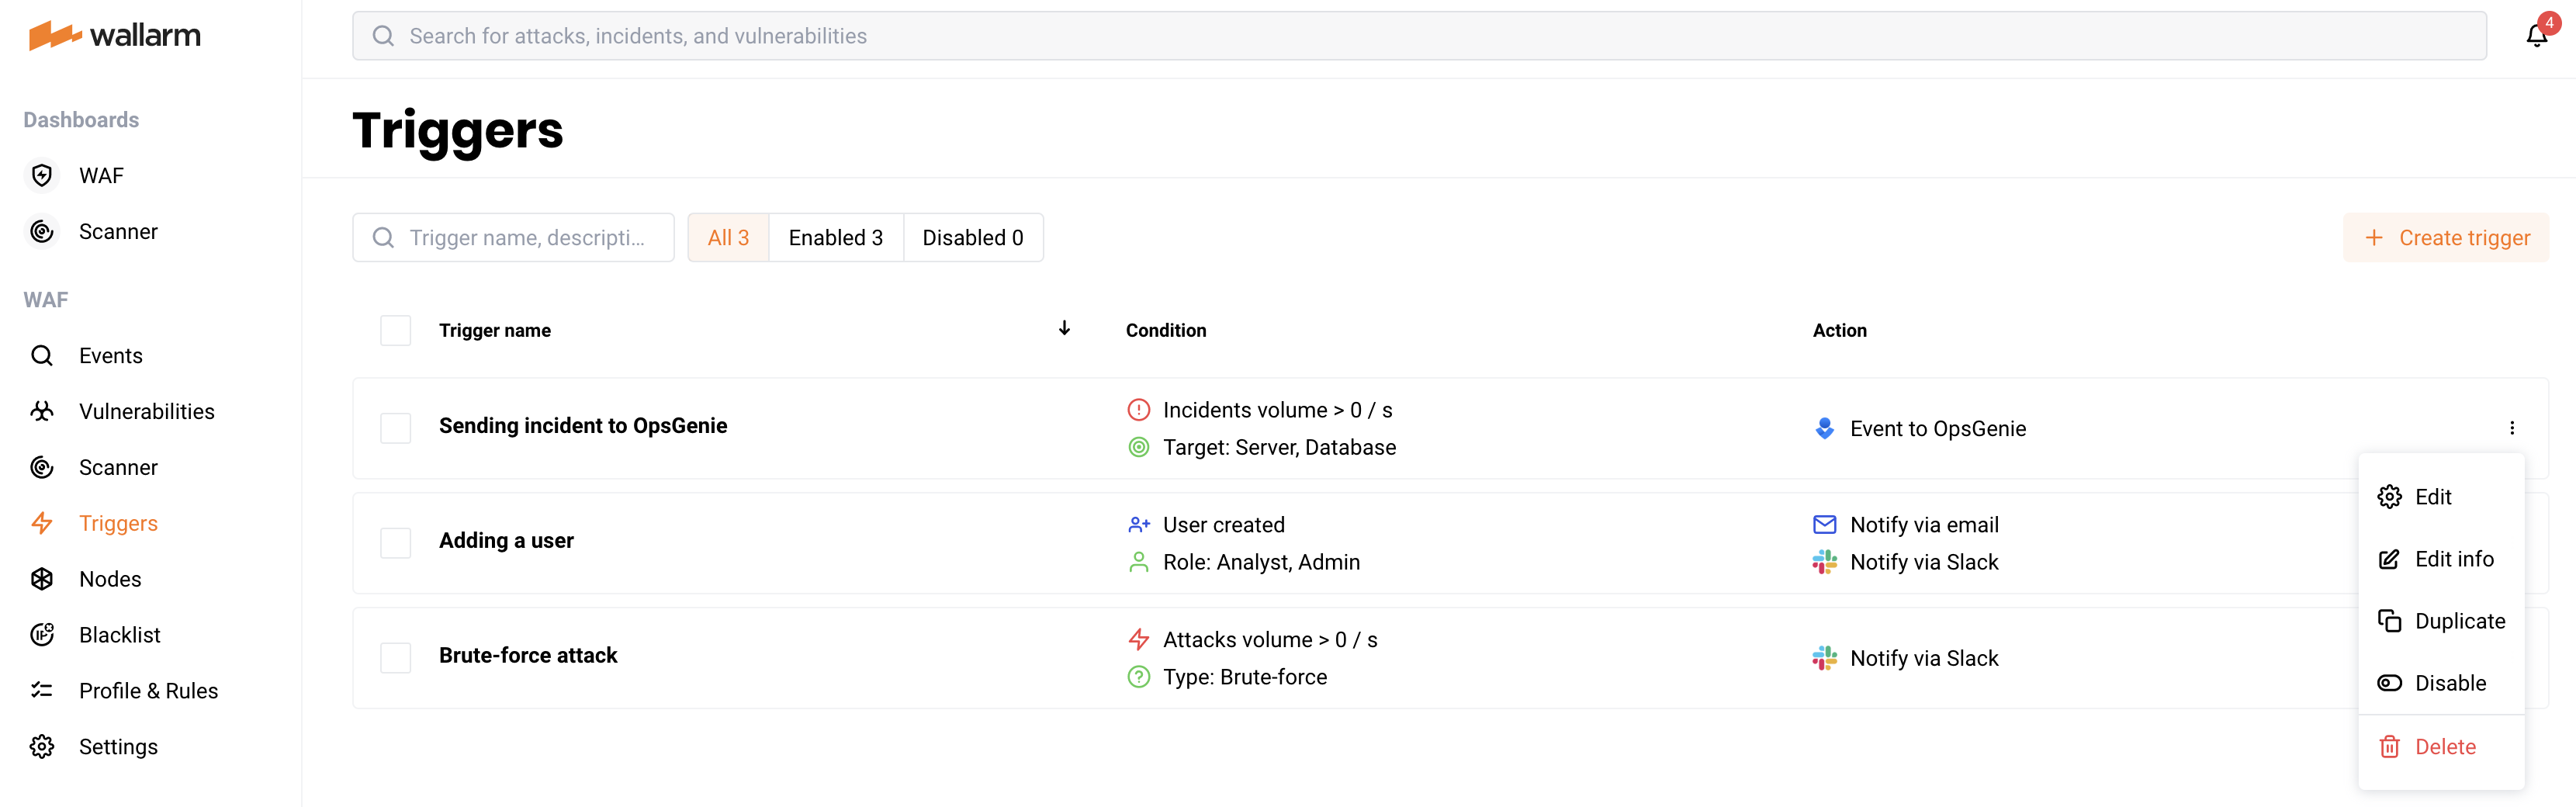 wallarm
Search for attacks, incidents, and vulnerabilities
4
Dashboards
WAF
Scanner
WAF
Events
Vulnerabilities
Scanner
Triggers
Nodes
Blacklist
Profile & Rules
Settings
Triggers
Trigger name, descripti...
All 3
Enabled 3
Disabled 0
+ Create trigger
Trigger name
Condition
Action
Sending incident to OpsGenie
Incidents volume > 0 / s
Target: Server, Database
Event to OpsGenie
Adding a user
User created
Role: Analyst, Admin
Notify via email
Notify via Slack
Brute-force attack
Attacks volume > 0 / s
Type: Brute-force
Notify via Slack
Edit
Edit info
Duplicate
Disable
Delete